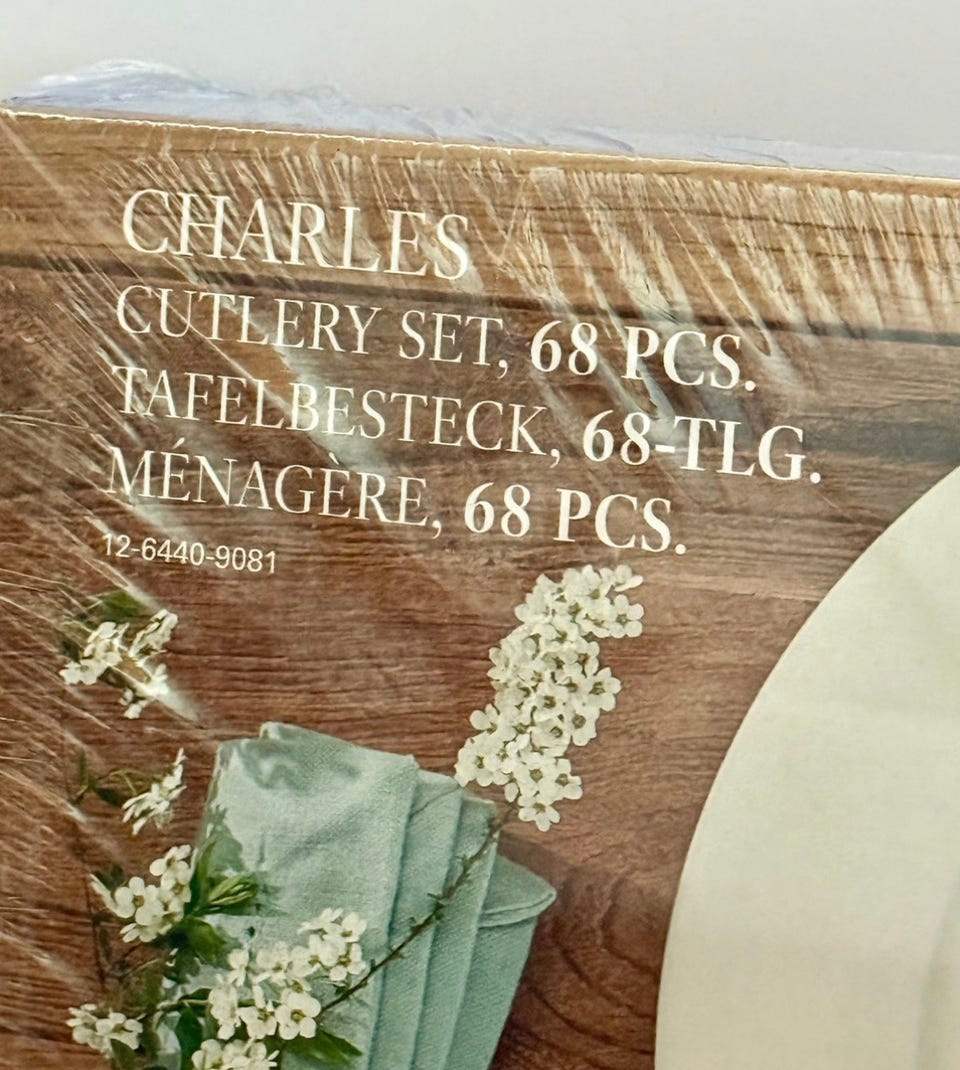 CHARLES
CUTLERY SET, 68 PCS.
TAFELBESTECK, 68-TLG.
MÉNAGÈRE, 68 PCS.
12-6440-9081